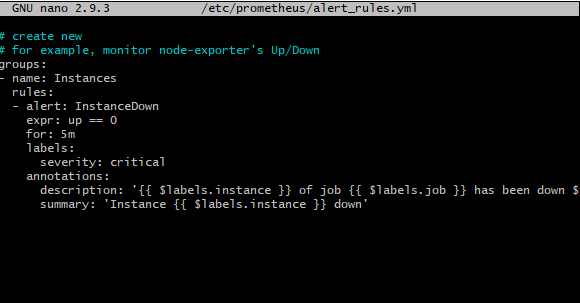 GNU nano 2.9.3 /etc/prometheus/alert_rules.yml
# create new
# for example, monitor node-exporter's Up/Down
groups:
- name: Instances
  rules:
  - alert: InstanceDown
    expr: up == 0
    for: 5m
    labels:
      severity: critical
    annotations:
      description: '{{ $labels.instance }} of job {{ $labels.job }} has been down $
      summary: 'Instance {{ $labels.instance }} down'